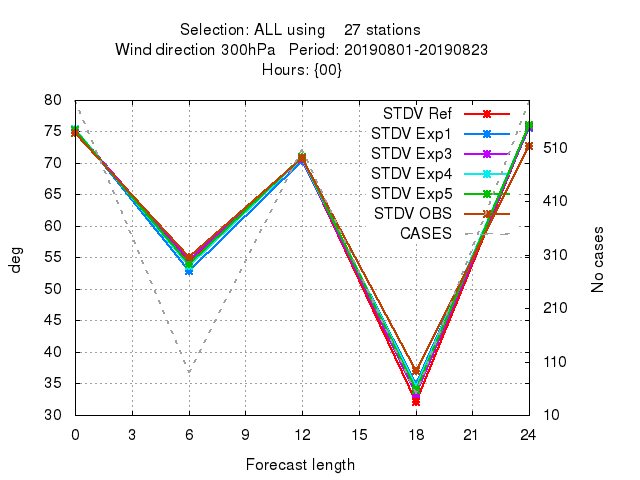 Selection: ALL using    27 stations
Wind direction 300hPa   Period: 20190801-20190823
Hours: {00}
STDV Ref
STDV Exp1
STDV Exp3
STDV Exp4
STDV Exp5
STDV OBS
CASES
80
75
70
65
60
55
50
45
40
35
30
deg
510
410
310
210
110
10
No cases
0 3 6 9 12 15 18 21 24
Forecast length